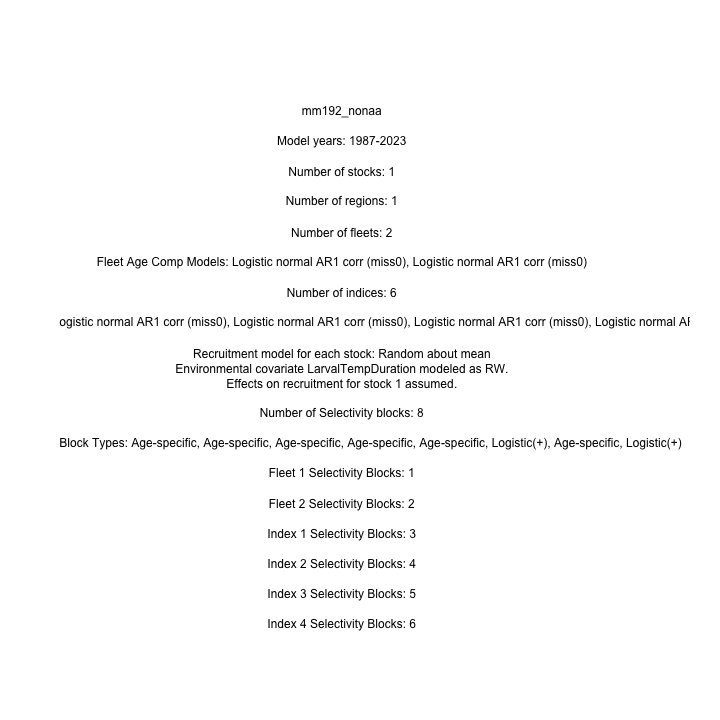 mm192_nonaa
Model years: 1987-2023
Number of stocks: 1
Number of regions: 1
Number of fleets: 2
Fleet Age Comp Models: Logistic normal AR1 corr (miss0), Logistic normal AR1 corr (miss0)
Number of indices: 6
ogistic normal AR1 corr (miss0), Logistic normal AR1 corr (miss0), Logistic normal AR1 corr (miss0), Logistic normal
Recruitment model for each stock: Random about mean
Environmental covariate LarvalTempDuration modeled as RW.
Effects on recruitment for stock 1 assumed.
Number of Selectivity blocks: 8
Block Types: Age-specific, Age-specific, Age-specific, Age-specific, Age-specific, Logistic(+), Age-specific, Logistic(+)
Fleet 1 Selectivity Blocks: 1
Fleet 2 Selectivity Blocks: 2
Index 1 Selectivity Blocks: 3
Index 2 Selectivity Blocks: 4
Index 3 Selectivity Blocks: 5
Index 4 Selectivity Blocks: 6